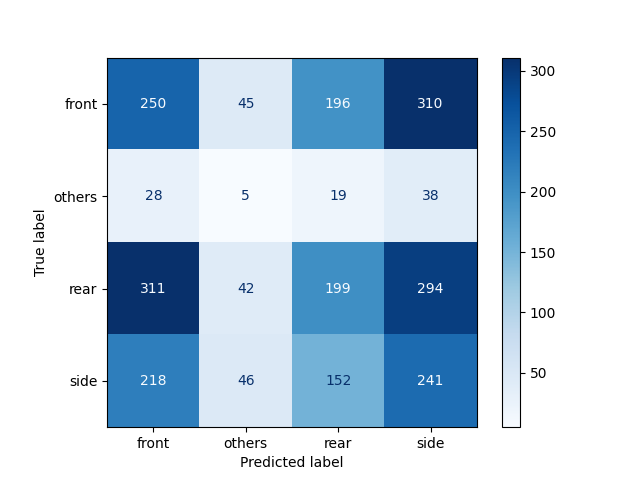 front 250 45 196 310
others 28 5 19 38
rear 311 42 199 294
side 218 46 152 241
front others rear side
Predicted label
True label
300
250
200
150
100
50